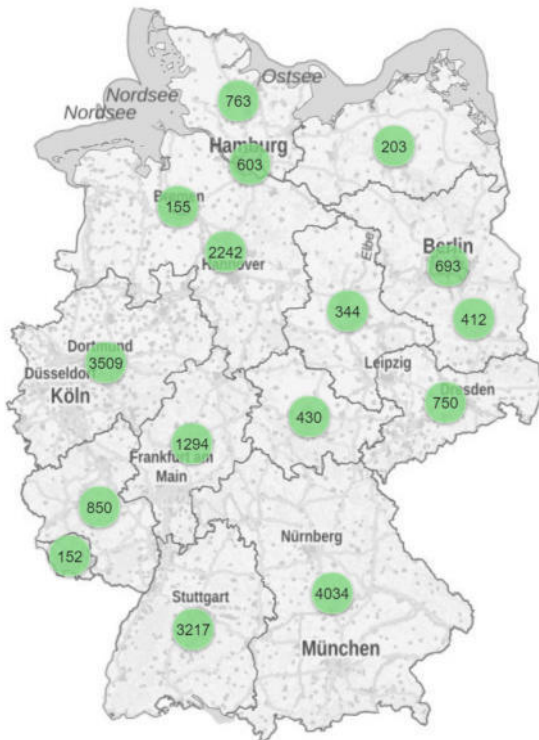 Ostsee
Nordsee
Nordsee
763
Hamburg
603
203
Bremen
155
2242
Hannover
Elbe
Berlin
693
344
412
Dortmund
3509
Düsseldorf
Köln
Leipzig
Dresden
750
430
1294
Frankfurt am
Main
850
152
Nürnberg
4034
Stuttgart
3217
München